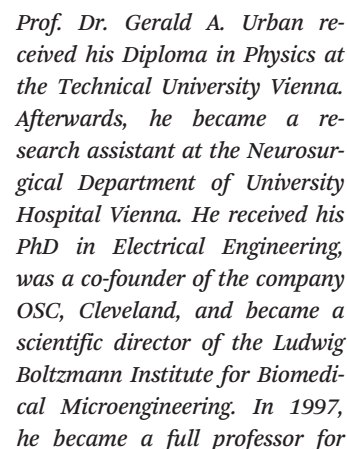 Prof. Dr. Gerald A. Urban re-
ceived his Diploma in Physics at
the Technical University Vienna.
Afterwards, he became a re-
search assistant at the Neurosur-
gical Department of University
Hospital Vienna. He received his
PhD in Electrical Engineering,
was a co-founder of the company
OSC, Cleveland, and became a
scientific director of the Ludwig
Boltzmann Institute for Biomedi-
cal Microengineering. In 1997,
he became a full professor for